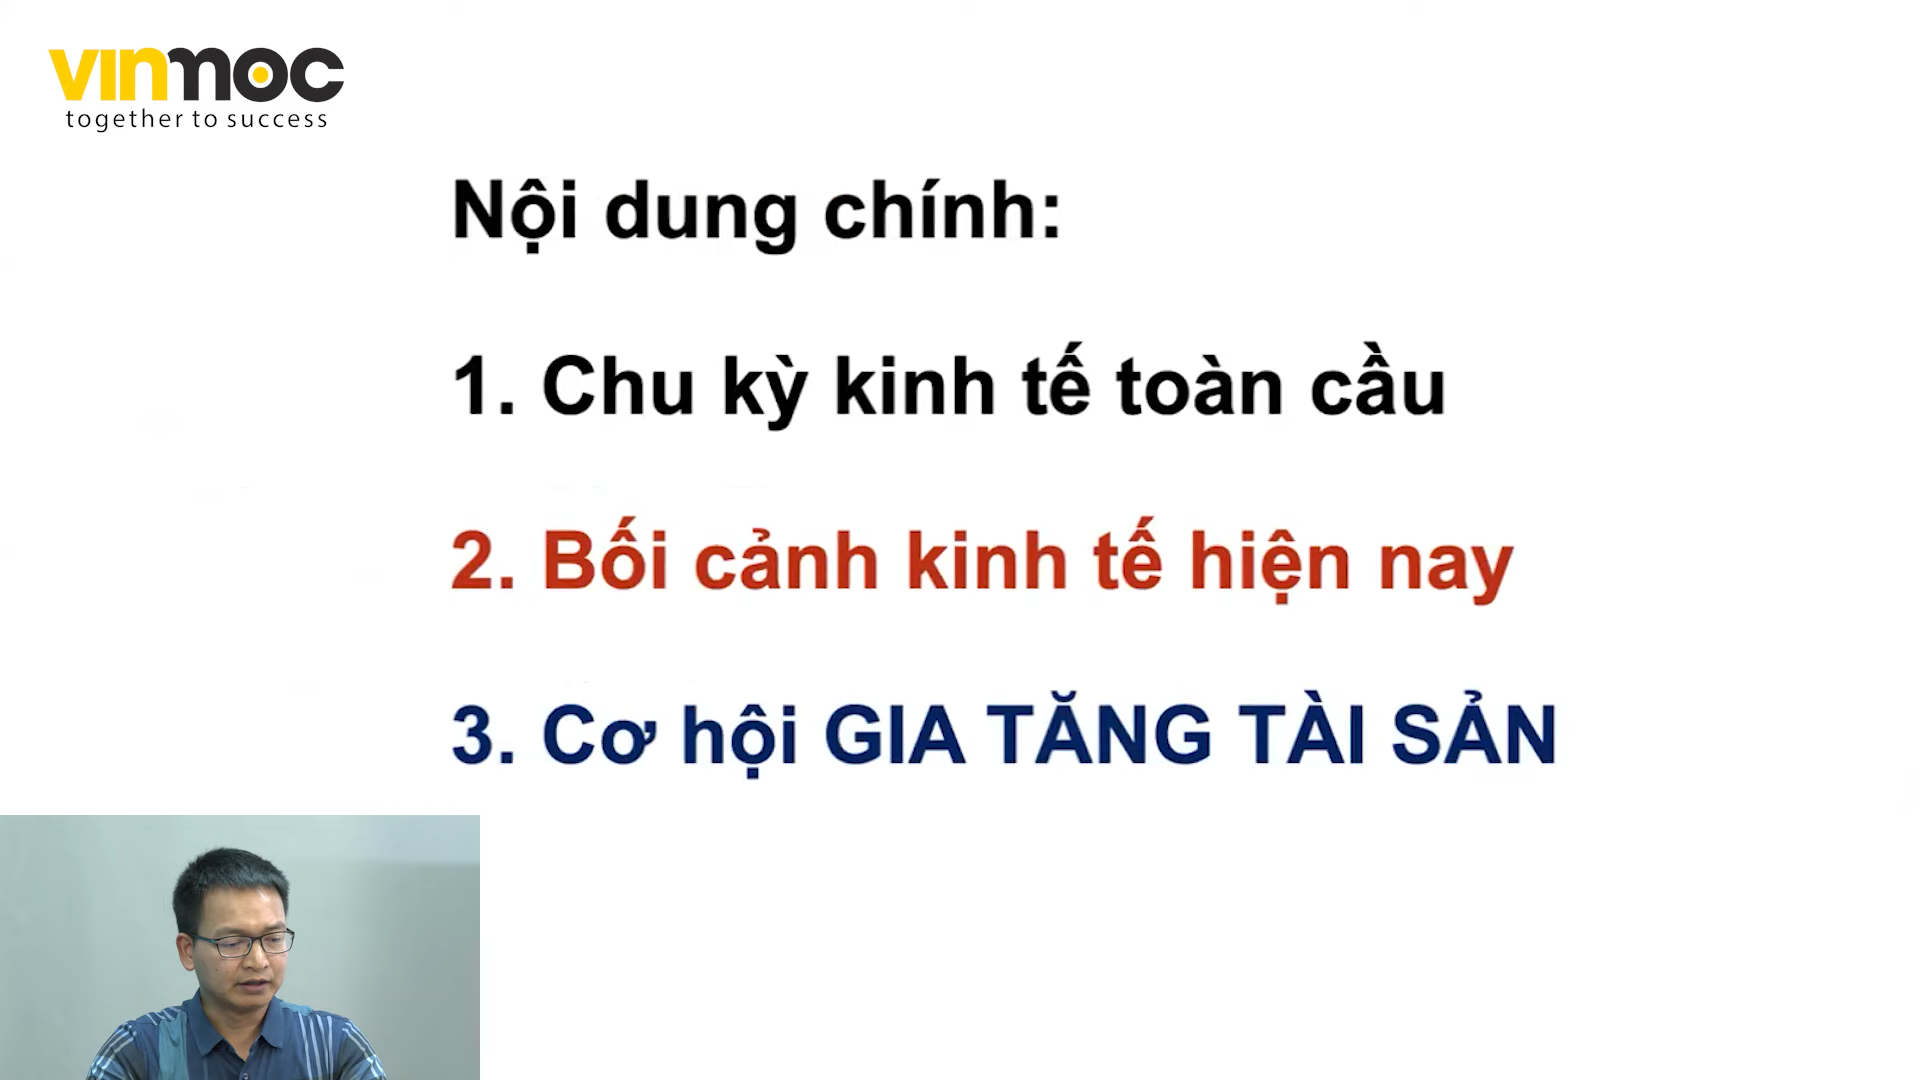 vinmoc
together to success
Nội dung chính:
1. Chu kỳ kinh tế toàn cầu
2. Bối cảnh kinh tế hiện nay
3. Cơ hội GIA TĂNG TÀI SẢN